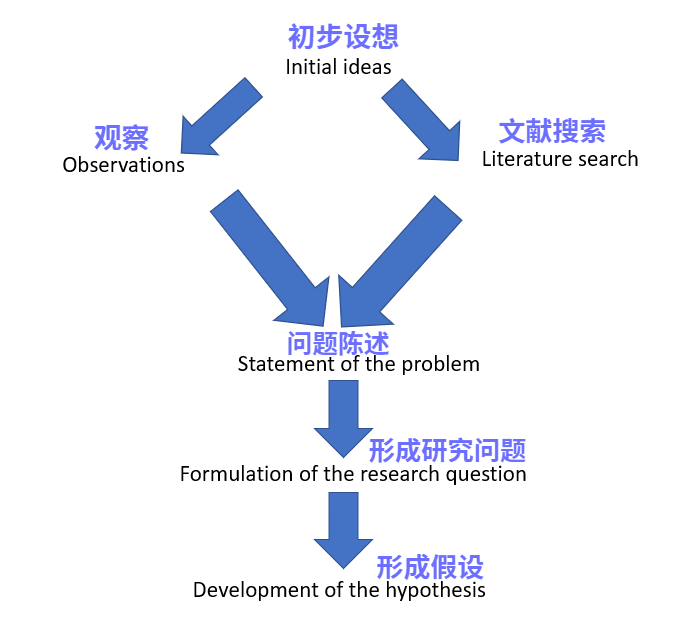 初步设想
Initial ideas
观察
Observations
文献搜索
Literature search
问题陈述
Statement of the problem
形成研究问题
Formulation of the research question
形成假设
Development of the hypothesis